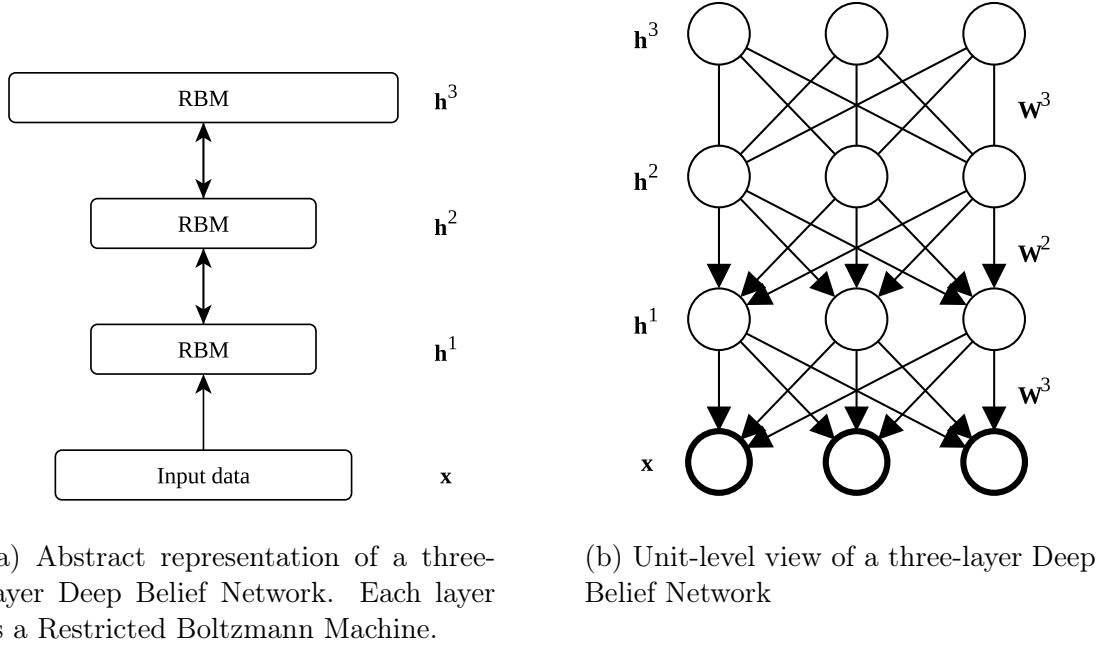 RBM
h³
RBM
h²
RBM
h¹
Input data
x
h³
W³
h²
W²
h¹
W³
x
a) Abstract representation of a three-
ayer Deep Belief Network. Each layer
s a Restricted Boltzmann Machine.
(b) Unit-level view of a three-layer Deep
Belief Network